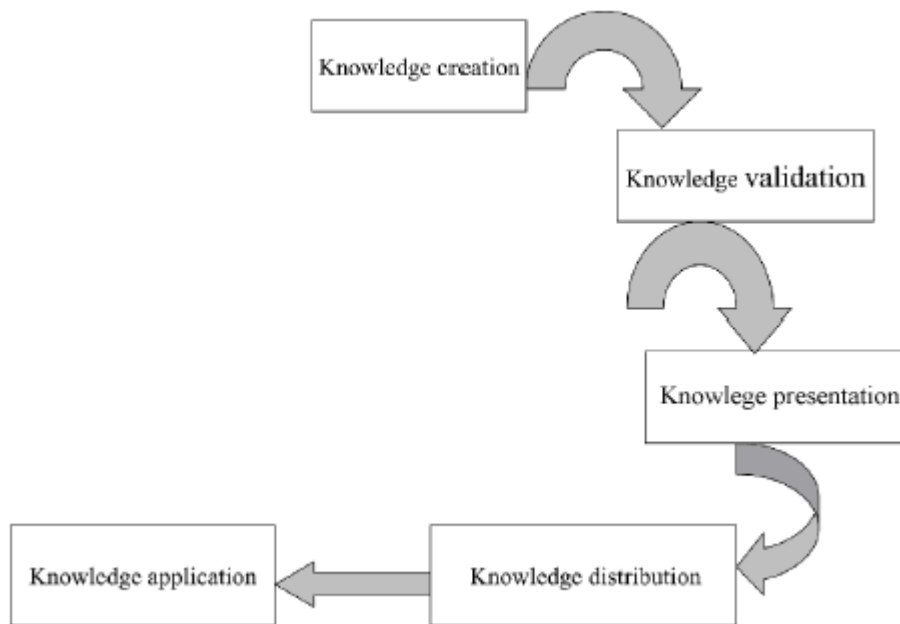 Knowledge creation
Knowledge validation
Knowlege presentation
Knowledge application
Knowledge distribution